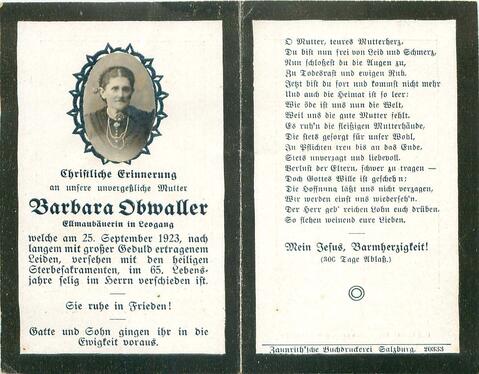 Christliche Erinnerung
an unsere unvergeßliche Mutter
Barbara Obwaller
Ellmaubäuerin in Leogang
welche am 25. September 1923, nach
langem mit großer Geduld ertragenem
Leiden, versehen mit den heiligen
Sterbesakramenten, im 65. Lebens-
jahre selig im Herrn verschieden ist.
Sie ruhe in Frieden!
Gatte und Sohn gingen ihr in die
Ewigkeit voraus.
O Mutter, teures Mutterherz,
Du bist nun frei von Leid und Schmerz,
Nun schloßest du die Augen zu,
Zu Todesrast und ewigen Ruh.
Jetzt bist du fort und kommst nicht mehr
Und auch die Heimat ist so leer;
Wie öde ist uns nun die Welt,
Weil uns die gute Mutter fehlt.
Es ruh'n die fleißigen Mutterhände,
Die stets gesorgt für unser Wohl,
In Pflichten treu bis an das Ende,
Stets unverzagt und liebevoll.
Verlust der Eltern, schwer zu tragen —
Doch Gottes Wille ist gescheh'n;
Die Hoffnung läßt uns nicht verzagen,
Wir werden einst uns wiederseh'n.
Der Herr geb' reichen Lohn euch drüben,
So stehen weinend eure Lieben.
Mein Jesus, Barmherzigkeit!
(300 Tage Ablaß.)
Zaunrith'sche Buchdruckerei Salzburg. 20353